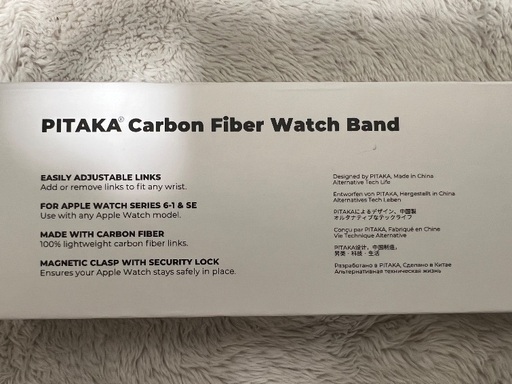 PITAKA® Carbon Fiber Watch Band
EASILY ADJUSTABLE LINKS
Add or remove links to fit any wrist.
FOR APPLE WATCH SERIES 6-1 & SE
Use with any Apple Watch model.
MADE WITH CARBON FIBER
100% lightweight carbon fiber links.
MAGNETIC CLASP WITH SECURITY LOCK
Ensures your Apple Watch stays safely in place.
Designed by PITAKA, Made in China
Alternative Tech Life
Entworfen von PITAKA, Hergestellt in China
Alternatives Tech Leben
PITAKAによるデザイン、中国製
オルタナティブなテックライフ
Conçu par PITAKA, Fabriqué en Chine
Vie Technique Alternative
PITAKA设计，中国制造。
另类·科技·生活
Разработано в PITAKA, Сделано в Китае
Альтернативная техническая жизнь